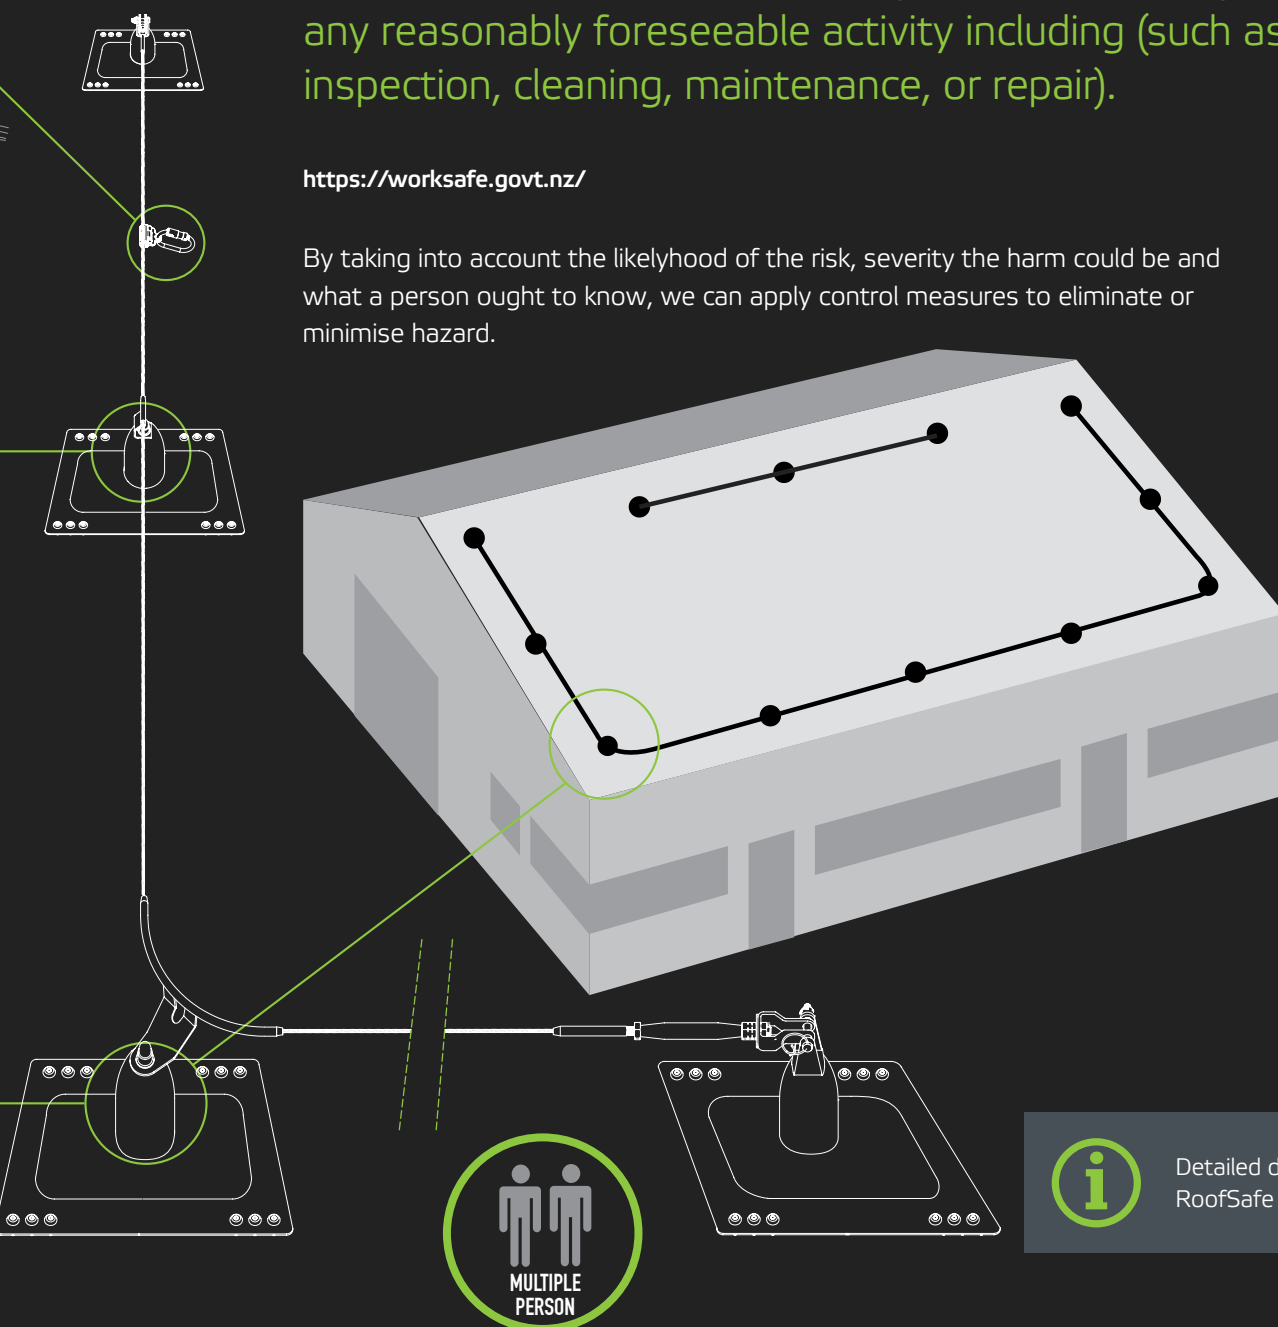 any reasonably foreseeable activity including (such as
inspection, cleaning, maintenance, or repair).
https://worksafe.govt.nz/
By taking into account the likelyhood of the risk, severity the harm could be and
what a person ought to know, we can apply control measures to eliminate or
minimise hazard.
Detailed
RoofSafe
MULTIPLE
PERSON